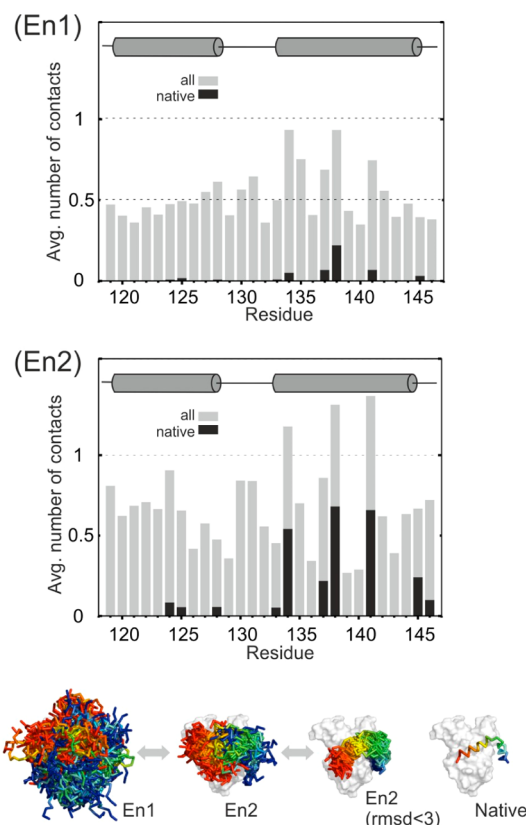 (En1)
all
native
Avg. number of contacts
1
0.5
0
120 125 130 135 140 145
Residue
(En2)
all
native
Avg. number of contacts
1
0.5
0
120 125 130 135 140 145
Residue
En1
En2
En2
(rmsd<3)
Native